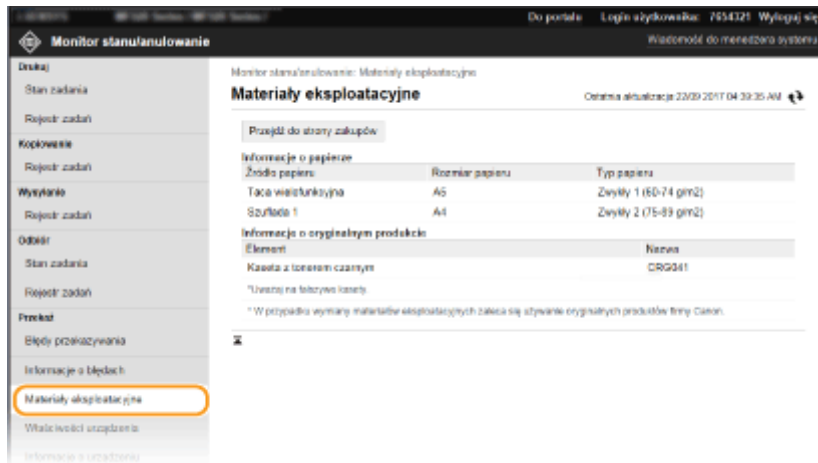 Do portalu Login użytkownika: 7654321 Wyloguj się
Monitor stanu/anulowanie
Wiadomość do menedżera systemu
Drukuj
Stan zadania
Rejestr zadań
Kopiowanie
Rejestr zadań
Wysyłanie
Rejestr zadań
Odbiór
Stan zadania
Rejestr zadań
Przekaż
Błędy przekazywania
Informacje o błędach
Materiały eksploatacyjne
Właściwości urządzenia
Informacje o urządzeniu
Monitor stanu/anulowanie: Materiały eksploatacyjne
Materiały eksploatacyjne
Ostatnia aktualizacja 22/09 2017 04:39:35 AM
Przejdź do strony zakupów
Informacje o papierze
Źródło papieru Rozmiar papieru Typ papieru
Taca wielofunkcyjna A5 Zwykły 1 (60-74 g/m2)
Szuflada 1 A4 Zwykły 2 (75-89 g/m2)
Informacje o oryginalnym produkcie
Element Nazwa
Kaseta z tonerem czarnym CRG041
*Uważaj na fałszywe kasety.
* W przypadku wymiany materiałów eksploatacyjnych zaleca się używanie oryginalnych produktów firmy Canon.